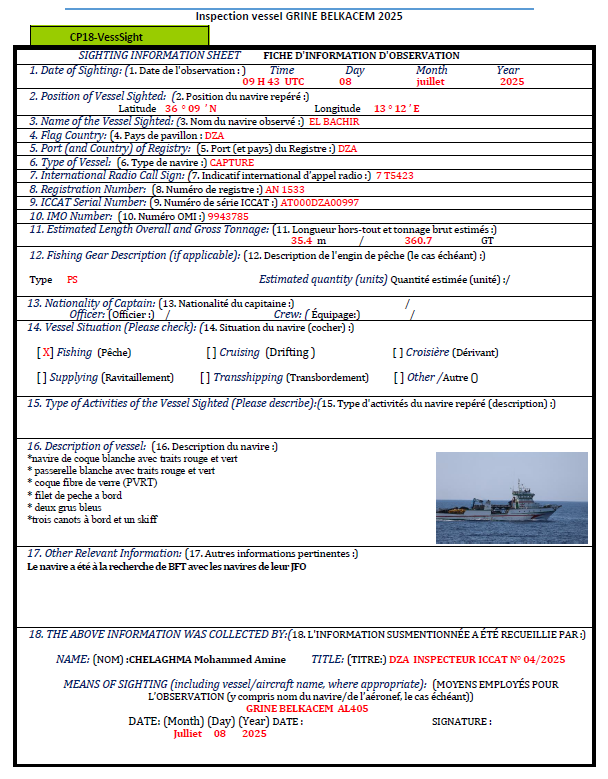 Inspection vessel GRINE BELKACEM 2025
CP18-VessSight
SIGHTING INFORMATION SHEET FICHE D'INFORMATION D'OBSERVATION
1. Date of Sighting: (1. Date de l'observation :) Time Day Month Year
09 H 43 UTC 08 juillet 2025
2. Position of Vessel Sighted: (2. Position du navire repéré :)
Latitude 36 ° 09 ' N Longitude 13 ° 12 ' E
3. Name of the Vessel Sighted: (3. Nom du navire observé :) EL BACHIR
4. Flag Country: (4. Pays de pavillon :) DZA
5. Port (and Country) of Registry: (5. Port (et pays) du Registre :) DZA
6. Type of Vessel: (6. Type de navire :) CAPTURE
7. International Radio Call Sign: (7. Indicatif international d'appel radio :) 7 T5423
8. Registration Number: (8. Numéro de registre :) AN 1533
9. ICCAT Serial Number: (9. Numéro de série ICCAT :) AT000DZA00997
10. IMO Number: (10. Numéro OMI :) 9943785
11. Estimated Length Overall and Gross Tonnage: (11. Longueur hors-tout et tonnage brut estimés :)
35.4 m / 360.7 GT
12. Fishing Gear Description (if applicable): (12. Description de l'engin de pêche (le cas échéant) :)
Type PS Estimated quantity (units) Quantité estimée (unité) :/
13. Nationality of Captain: (13. Nationalité du capitaine :) /
Officer: (Officier :) / Crew: ( Équipage:) /
14. Vessel Situation (Please check): (14. Situation du navire (cocher) :)
[ X] Fishing (Pêche) [ ] Cruising (Drifting ) [ ] Croisière (Dérivant)
[ ] Supplying (Ravitaillement) [ ] Transshipping (Transbordement) [ ] Other /Autre ()
15. Type of Activities of the Vessel Sighted (Please describe):(15. Type d'activités du navire repéré (description) :)
16. Description of vessel: (16. Description du navire :)
*navire de coque blanche avec traits rouge et vert
* passerelle blanche avec traits rouge et vert
* coque fibre de verre (PVRT)
* filet de peche a bord
* deux grus bleus
*trois canots à bord et un skiff
17. Other Relevant Information: (17. Autres informations pertinentes :)
Le navire a été à la recherche de BFT avec les navires de leur JFO
18. THE ABOVE INFORMATION WAS COLLECTED BY:(18. L'INFORMATION SUSMENTIONNÉE A ÉTÉ RECUEILLIE PAR :)
NAME: (NOM) :CHELAGHMA Mohammed Amine TITLE: (TITRE:) DZA INSPECTEUR ICCAT N° 04/2025
MEANS OF SIGHTING (including vessel/aircraft name, where appropriate): (MOYENS EMPLOYÉS POUR
L'OBSERVATION (y compris nom du navire/de l'aéronef, le cas échéant))
GRINE BELKACEM AL405
DATE: (Month) (Day) (Year) DATE : SIGNATURE :
Julliet 08 2025